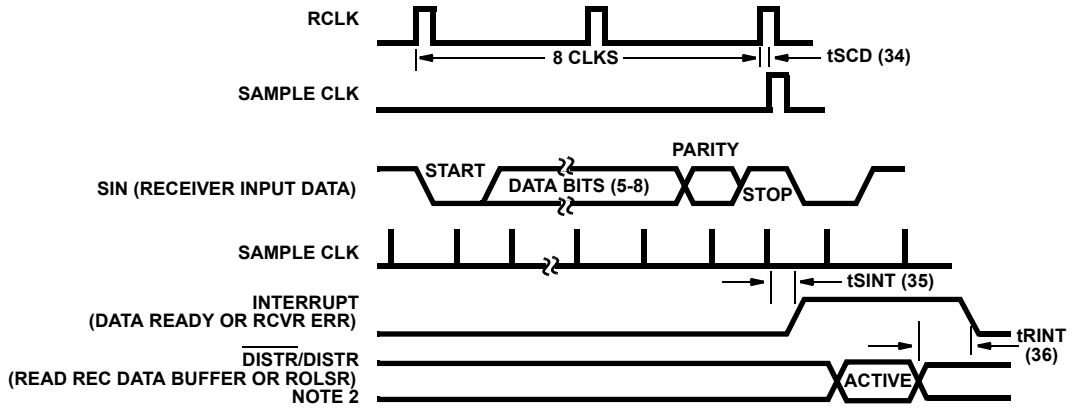 RCLK
8 CLKS
tSCD (34)
SAMPLE CLK
PARITY
START
SIN (RECEIVER INPUT DATA)
DATA BITS (5-8)
STOP
SAMPLE CLK
tSINT (35)
INTERRUPT
(DATA READY OR RCVR ERR)
tRINT
(36)
DISTR/DISTR
(READ REC DATA BUFFER OR ROLSR)
ACTIVE
NOTE 2